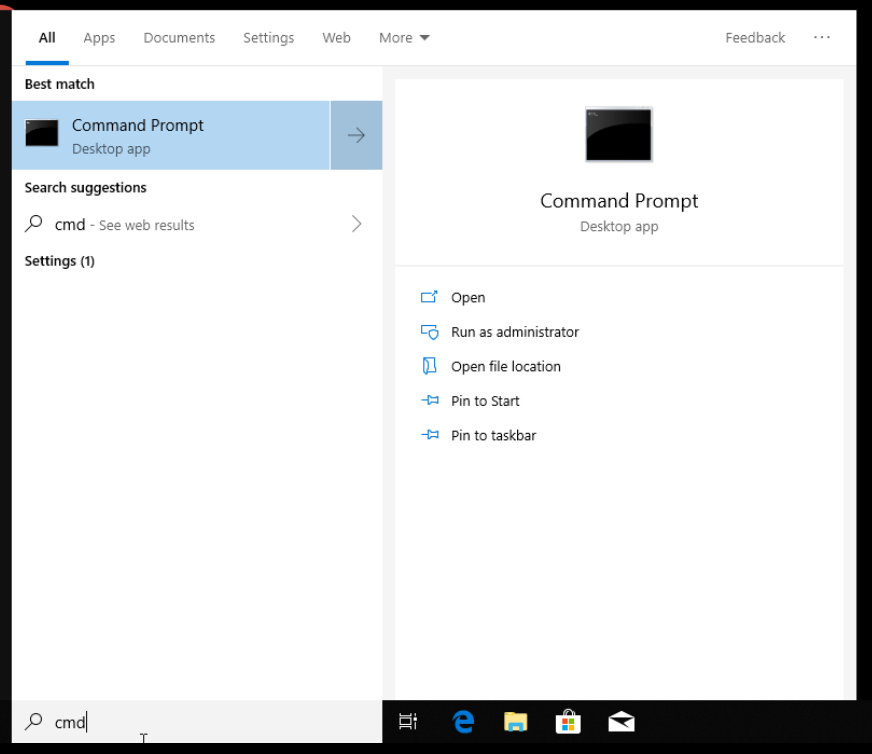 All Apps Documents Settings Web More Feedback ...
Best match
Command Prompt
Desktop app
Search suggestions
cmd - See web results
Settings (1)
Command Prompt
Desktop app
Open
Run as administrator
Open file location
Pin to Start
Pin to taskbar
cmd